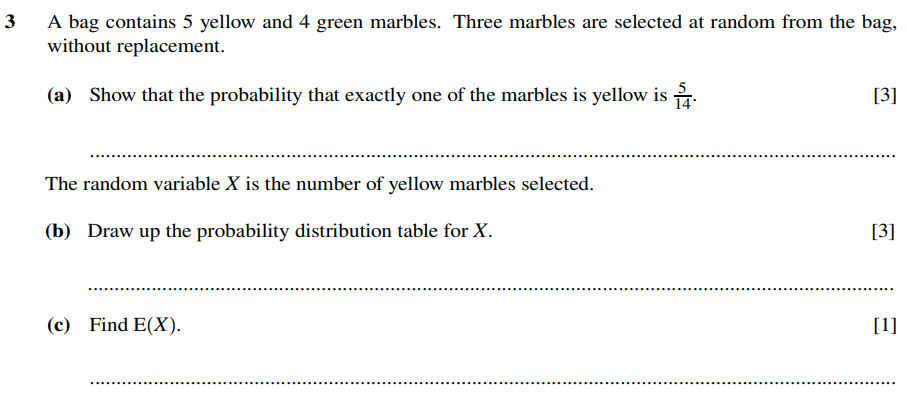 3 A bag contains 5 yellow and 4 green marbles. Three marbles are selected at random from the bag,
without replacement.
(a) Show that the probability that exactly one of the marbles is yellow is 5/14. [3]
The random variable X is the number of yellow marbles selected.
(b) Draw up the probability distribution table for X. [3]
(c) Find E(X). [1]